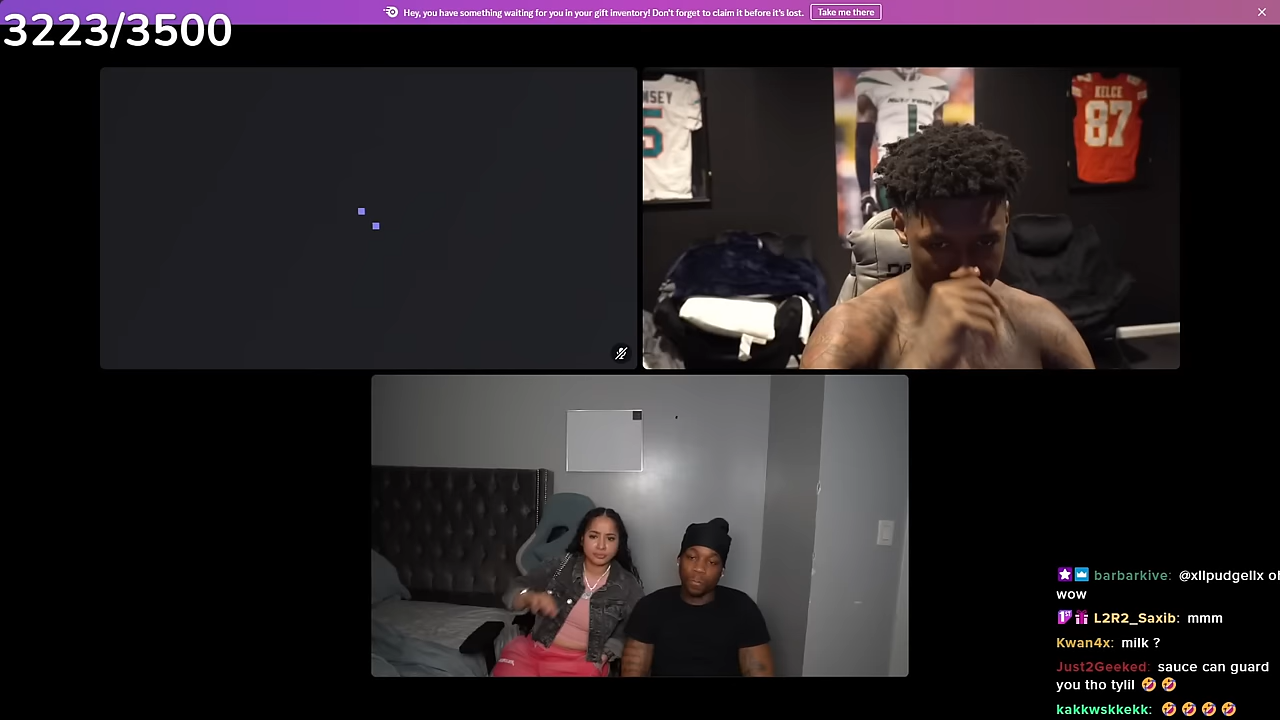 Hey, you have something waiting for you in your gift inventory! Don't forget to claim it before it's lost.
Take me there
3223/3500
MSEY
5
1
KELCE
87
barbarkive: @xllpudgellx oh
wow
L2R2_Saxib: mmm
Kwan4x: milk ?
Just2Geeked: sauce can guard
you tho tylil 🤣 🤣
kakkwskkekk: 🤣 🤣 🤣 🤣